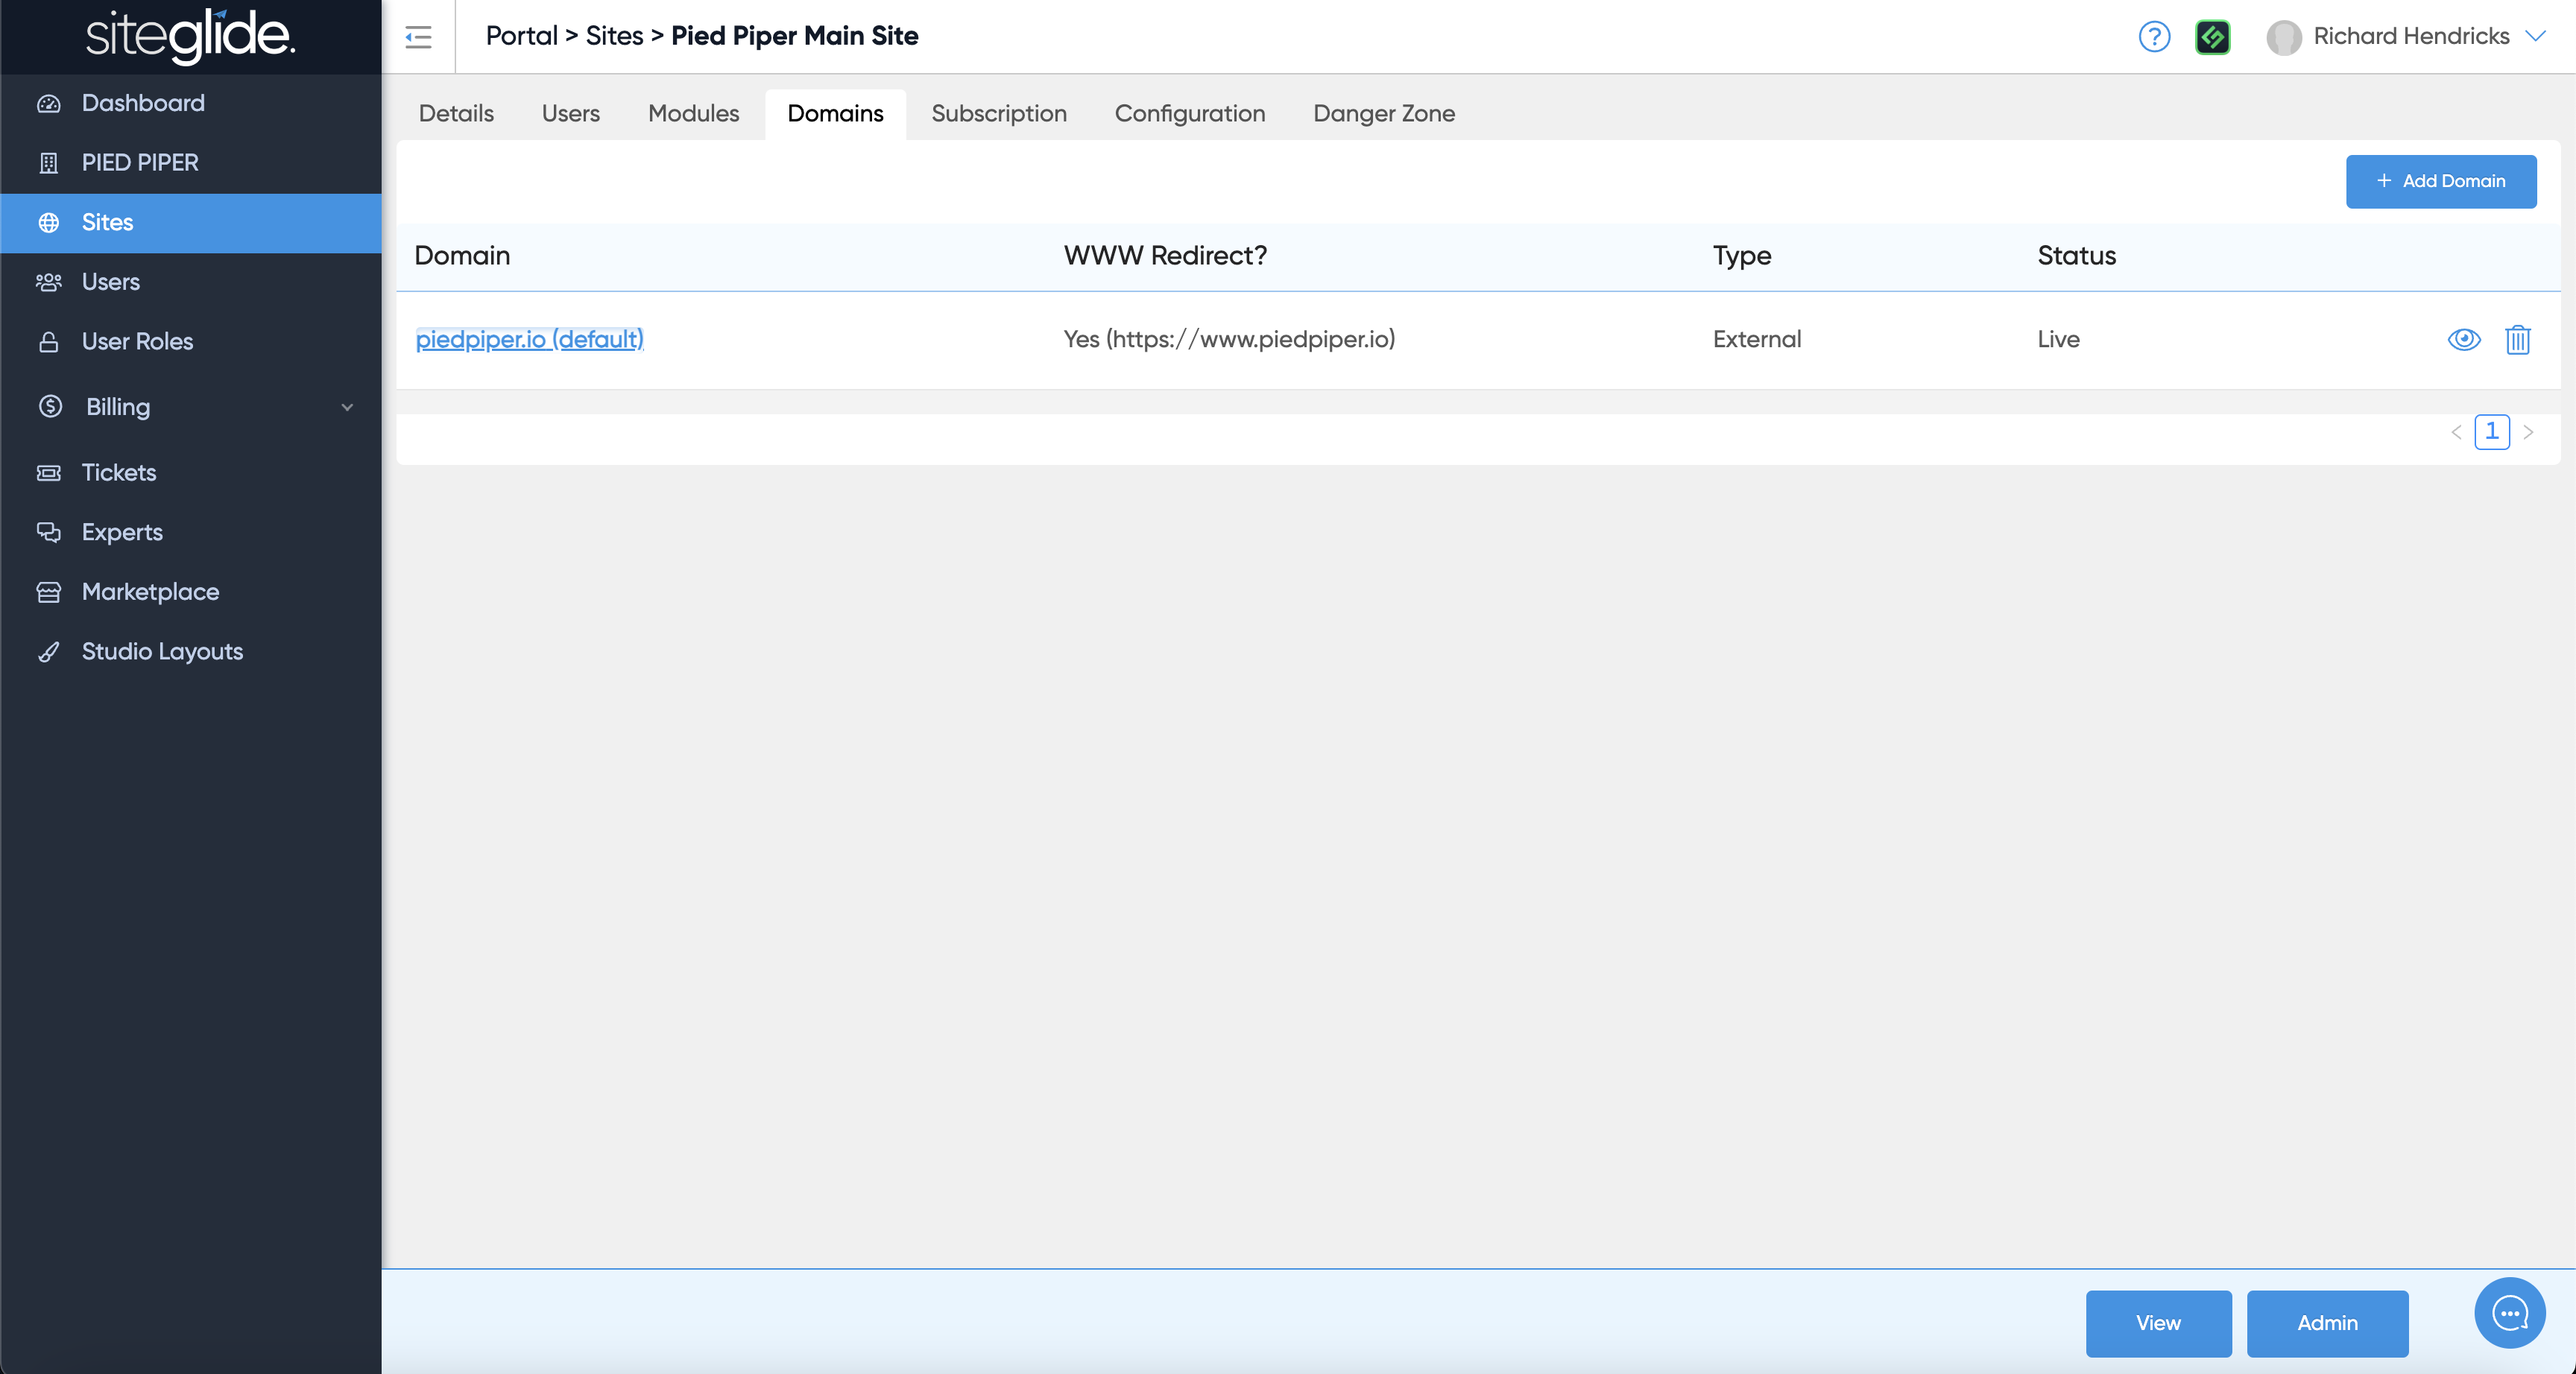 siteglide.
Portal > Sites > Pied Piper Main Site
?
Richard Hendricks
Dashboard
PIED PIPER
Sites
Users
User Roles
Billing
Tickets
Experts
Marketplace
Studio Layouts
Details Users Modules Domains Subscription Configuration Danger Zone
+ Add Domain
Domain WWW Redirect? Type Status
piedpiper.io (default) Yes (https://www.piedpiper.io) External Live
< 1 >
View Admin